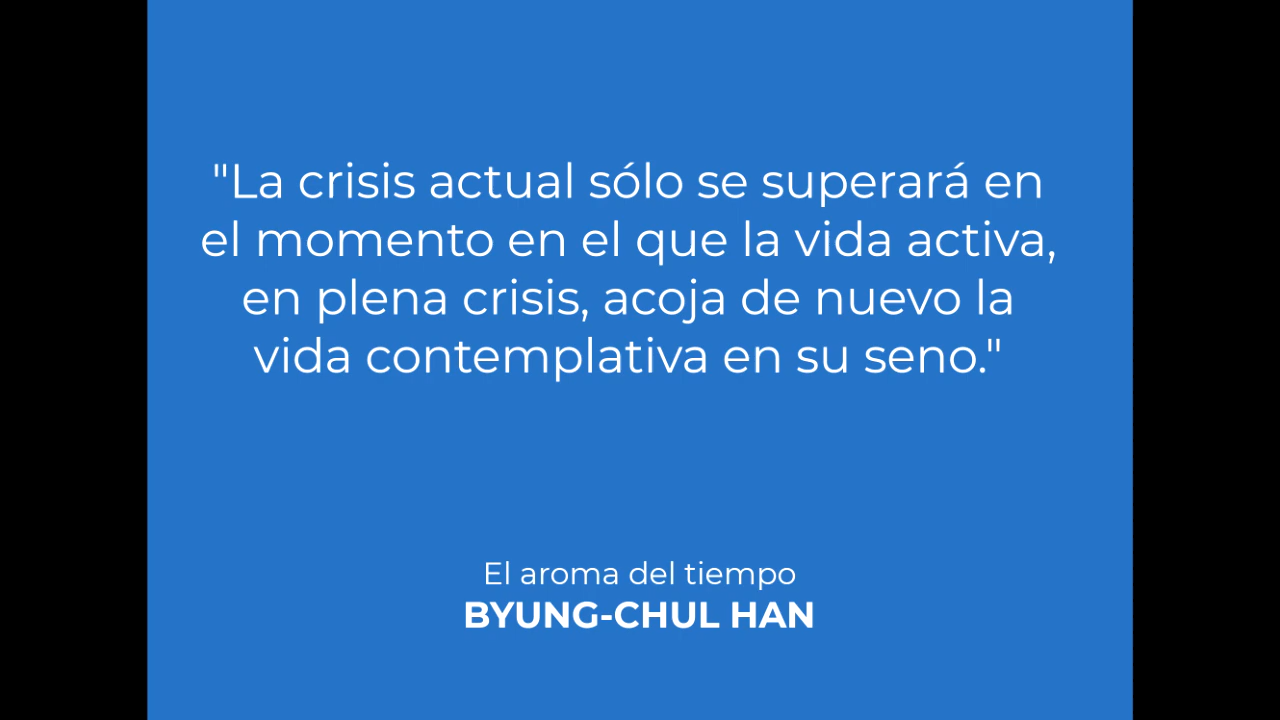 "La crisis actual sólo se superará en
el momento en el que la vida activa,
en plena crisis, acoja de nuevo la
vida contemplativa en su seno."
El aroma del tiempo
BYUNG-CHUL HAN